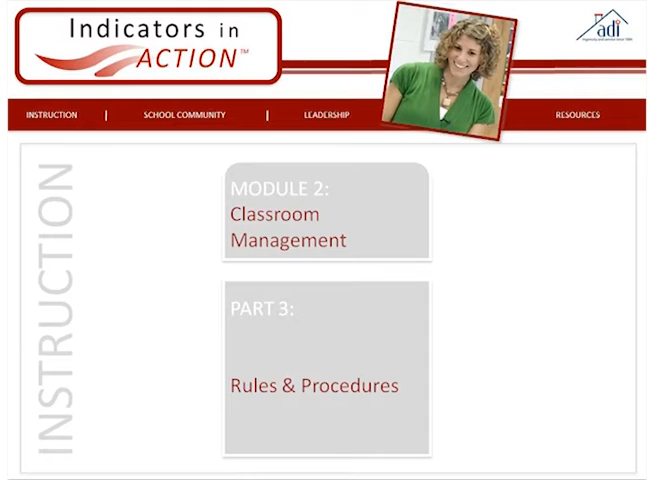 Indicators in
ACTION™
adi
INSTRUCTION | SCHOOL COMMUNITY | LEADERSHIP RESOURCES
INSTRUCTION
MODULE 2:
Classroom
Management
PART 3:
Rules & Procedures